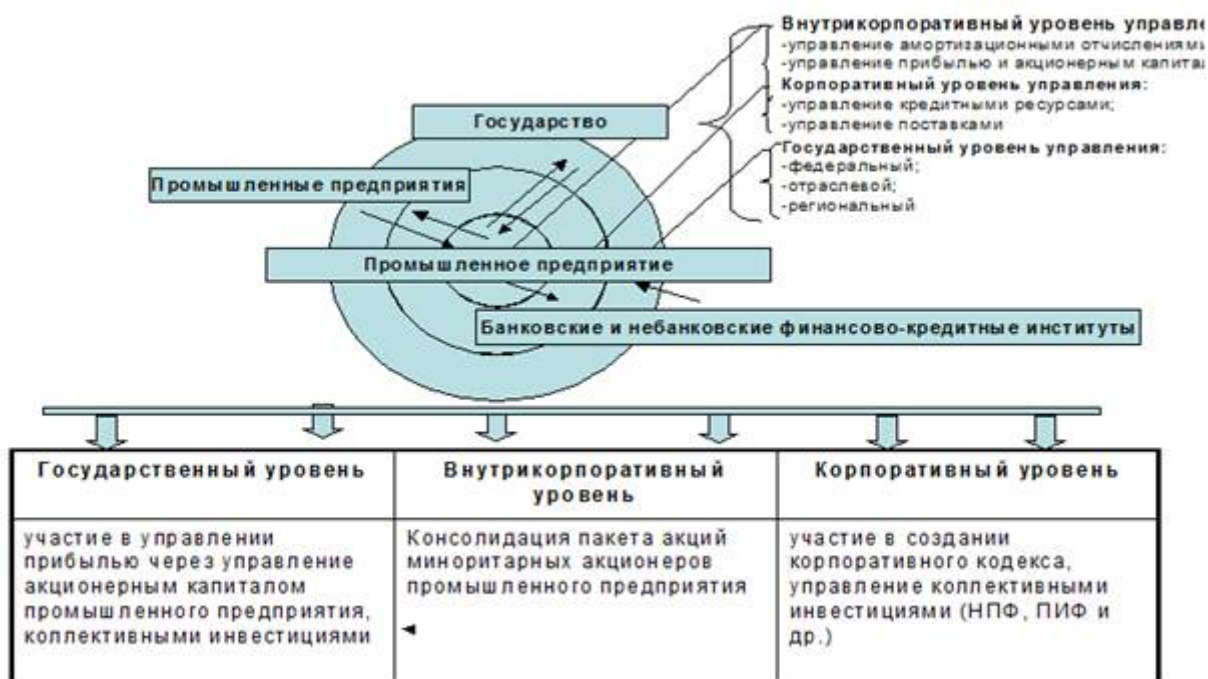 Внутрикорпоративный уровень управле
-управление амортизационными отчислениями
-управление прибылью и акционерным капита
Корпоративный уровень управления:
-управление кредитными ресурсами;
-управление поставками
Государственный уровень управления:
-федеральный;
-отраслевой;
-региональный
Государство
Промышленные предприятия
Промышленное предприятие
Банковские и небанковские финансово-кредитные институты
Государственный уровень
участие в управлении
прибылью через управление
акционерным капиталом
промышленного предприятия,
коллективными инвестициями
Внутрикорпоративный
уровень
Консолидация пакета акций
миноритарных акционеров
промышленного предприятия
Корпоративный уровень
участие в создании
корпоративного кодекса,
управление коллективными
инвестициями (НПФ, ПИФ и
др.)